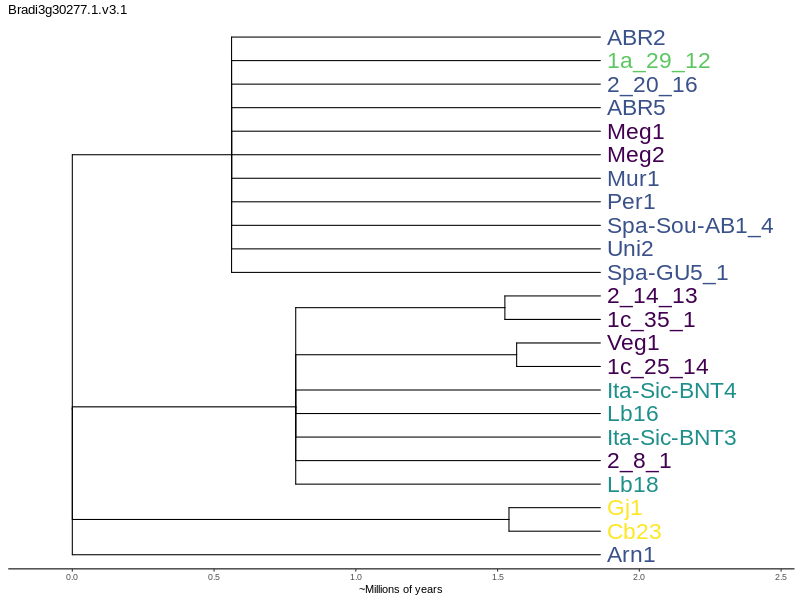 Bradi3g30277.1.v3.1
ABR2
1a_29_12
2_20_16
ABR5
Meg1
Meg2
Mur1
Per1
Spa-Sou-AB1_4
Uni2
Spa-GU5_1
2_14_13
1c_35_1
Veg1
1c_25_14
Ita-Sic-BNT4
Lb16
Ita-Sic-BNT3
2_8_1
Lb18
Gj1
Cb23
Arn1
0.0 0.5 1.0 1.5 2.0 2.5
~Millions of years